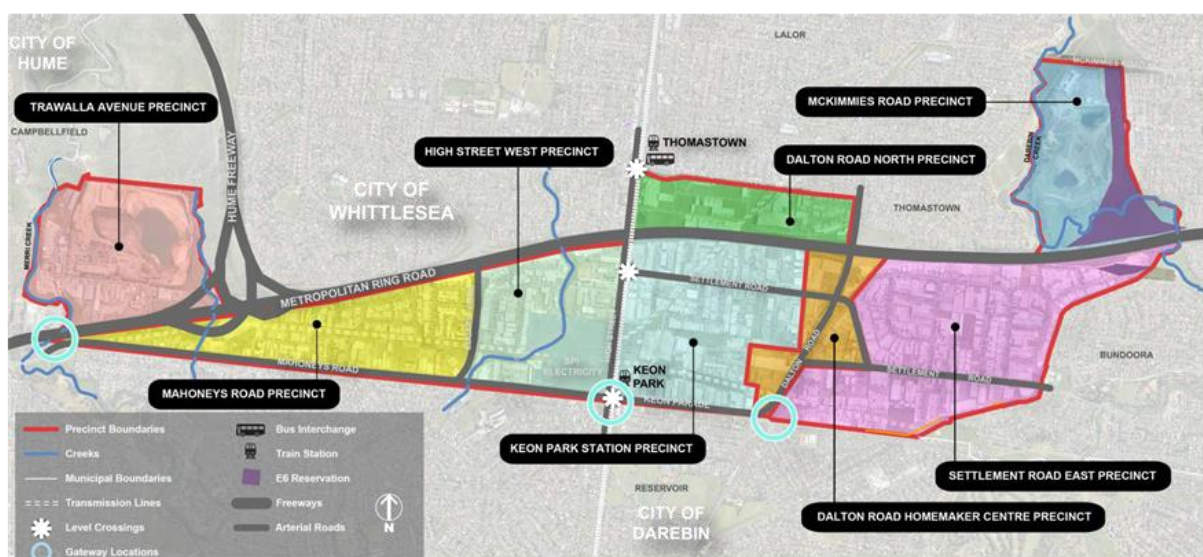 CITY OF
HUME
CAMPBELLFIELD
TRAWALLA AVENUE PRECINCT
MERRI CREEK
HUME FREEWAY
CITY OF
WHITTLESEA
METROPOLITAN RING ROAD
MAHONEYS ROAD
MAHONEYS ROAD PRECINCT
HIGH STREET WEST PRECINCT
SPI
ELECTRICITY
LALOR
THOMASTOWN
DALTON ROAD NORTH PRECINCT
MCKIMMIES ROAD PRECINCT
MCKIMMIES
DAREBIN
CREEK
THOMASTOWN
SETTLEMENT ROAD
DALTON ROAD
SETTLEMENT ROAD
BUNDOORA
KEON
PARK
KEON PARADE
KEON PARK STATION PRECINCT
SETTLEMENT ROAD EAST PRECINCT
DALTON ROAD HOMEMAKER CENTRE PRECINCT
RESERVOIR
CITY OF
DAREBIN
Precinct Boundaries
Creeks
Municipal Boundaries
Transmission Lines
Level Crossings
Gateway Locations
Bus Interchange
Train Station
E6 Reservation
Freeways
Arterial Roads
N